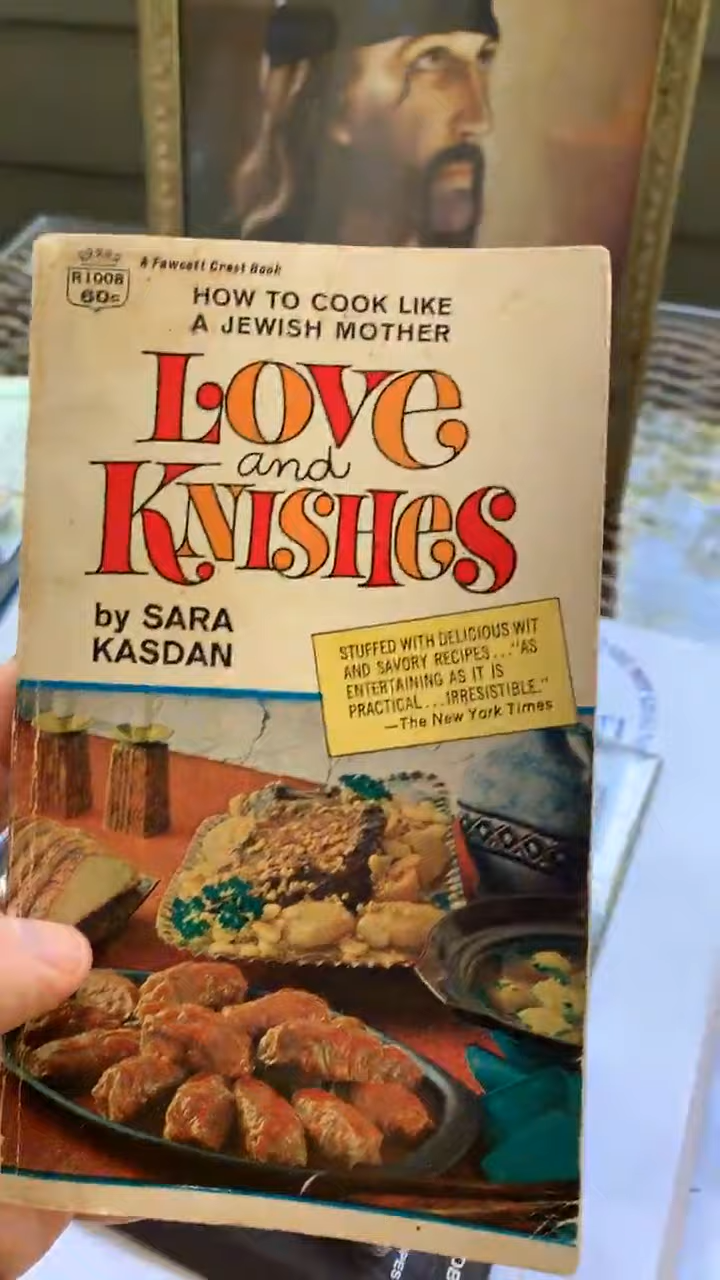 A Fawcett Crest Book
R1008
60c
HOW TO COOK LIKE
A JEWISH MOTHER
LOVE
and
KNISHES
by SARA
KASDAN
STUFFED WITH DELICIOUS WIT
AND SAVORY RECIPES..."AS
ENTERTAINING AS IT IS
PRACTICAL...IRRESISTIBLE."
—The New York Times